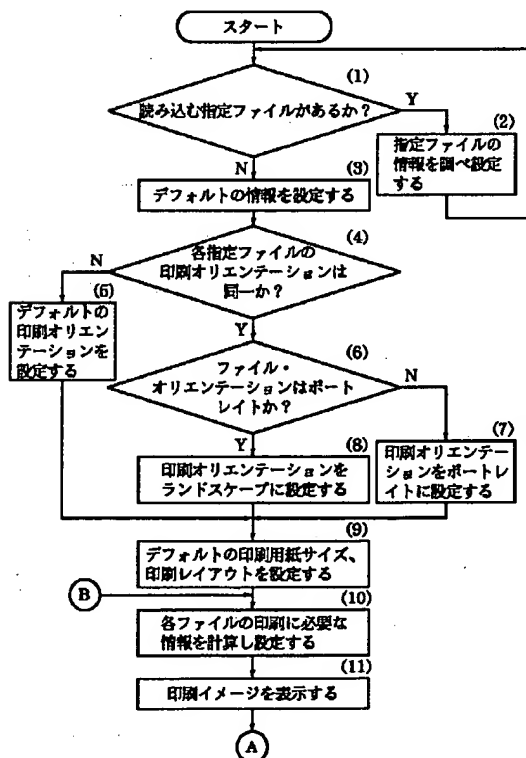 スタート
(1)
読み込む指定ファイルがあるか？
Y
(2)
指定ファイルの
情報を調べ設定
する
N
(3)
デフォルトの情報を設定する
(4)
各指定ファイルの
印刷オリエンテーションは
同一か？
N
(5)
デフォルトの
印刷オリエン
テーションを
設定する
Y
(6)
ファイル・
オリエンテーションはポート
レイトか？
N
(7)
印刷オリエンテー
ションをポートレ
イトに設定する
Y
(8)
印刷オリエンテーションを
ランドスケープに設定する
(9)
デフォルトの印刷用紙サイズ、
印刷レイアウトを設定する
B
(10)
各ファイルの印刷に必要な
情報を計算し設定する
(11)
印刷イメージを表示する
A